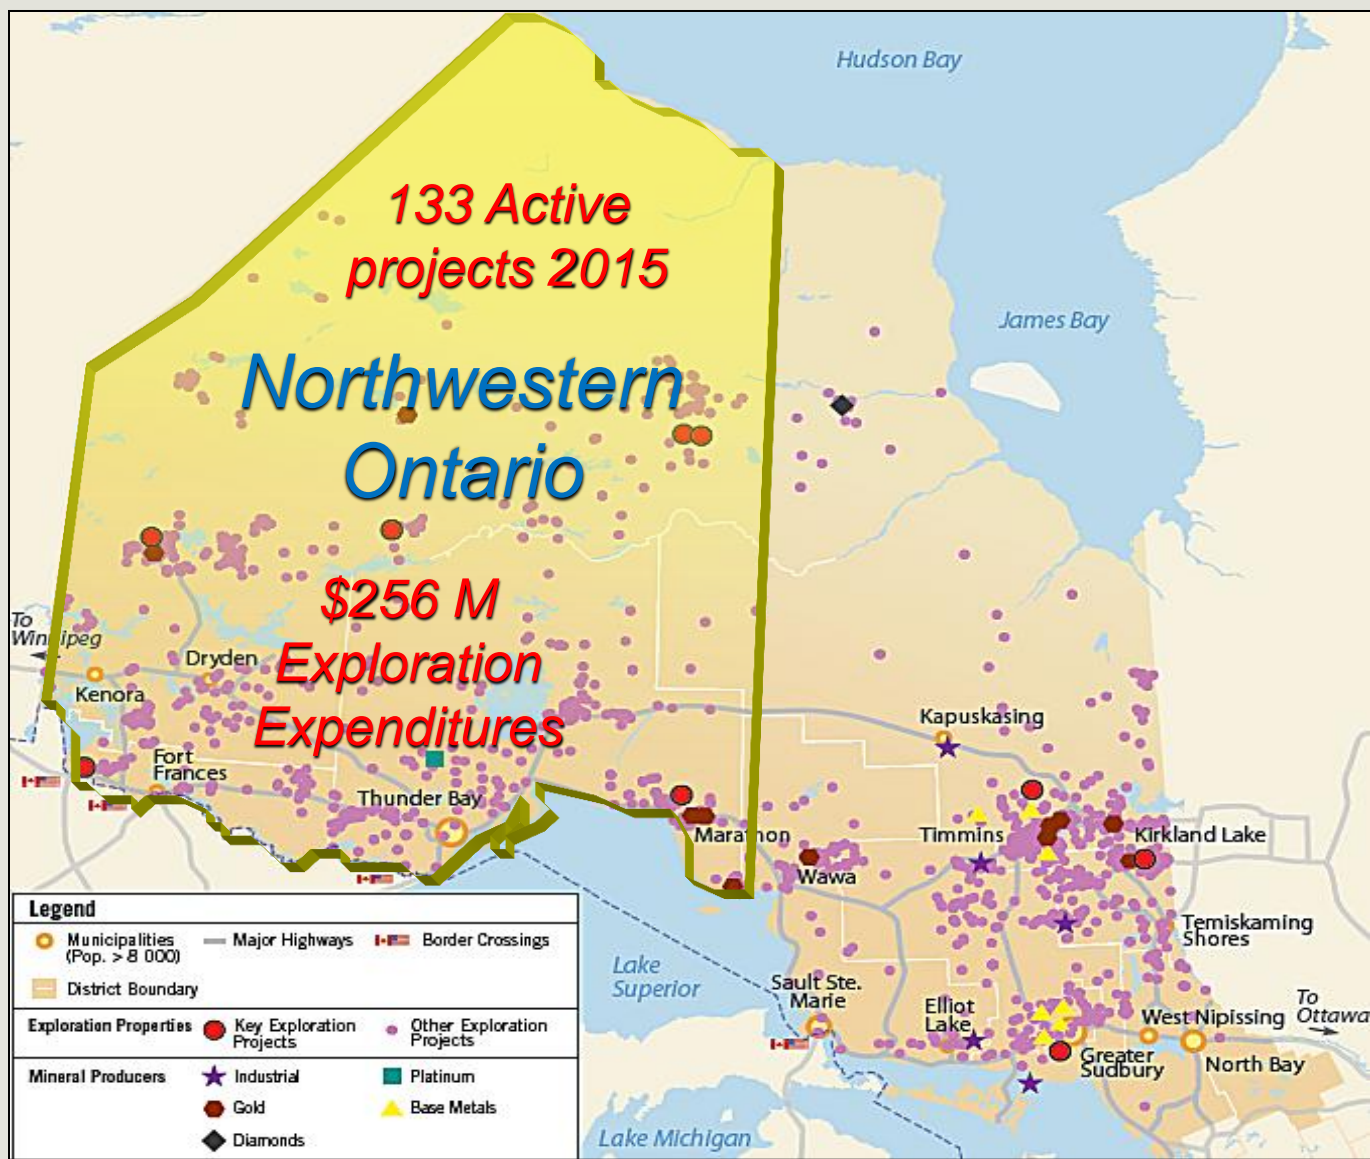 Hudson Bay
133 Active
projects 2015
James Bay
Northwestern
Ontario
$256 M
Exploration
Expenditures
To
Winnipeg
Dryden
Kenora
Fort
Frances
Thunder Bay
Marathon
Kapuskasing
Timmins
Kirkland Lake
Wawa
Temiskaming
Shores
Lake
Superior
Sault Ste.
Marie
Elliot
Lake
To
Ottawa
West Nipissing
Greater
Sudbury
North Bay
Lake Michigan
Legend
Municipalities
(Pop. > 8 000)
Major Highways
Border Crossings
District Boundary
Exploration Properties
Key Exploration
Projects
Other Exploration
Projects
Mineral Producers
Industrial
Platinum
Gold
Base Metals
Diamonds